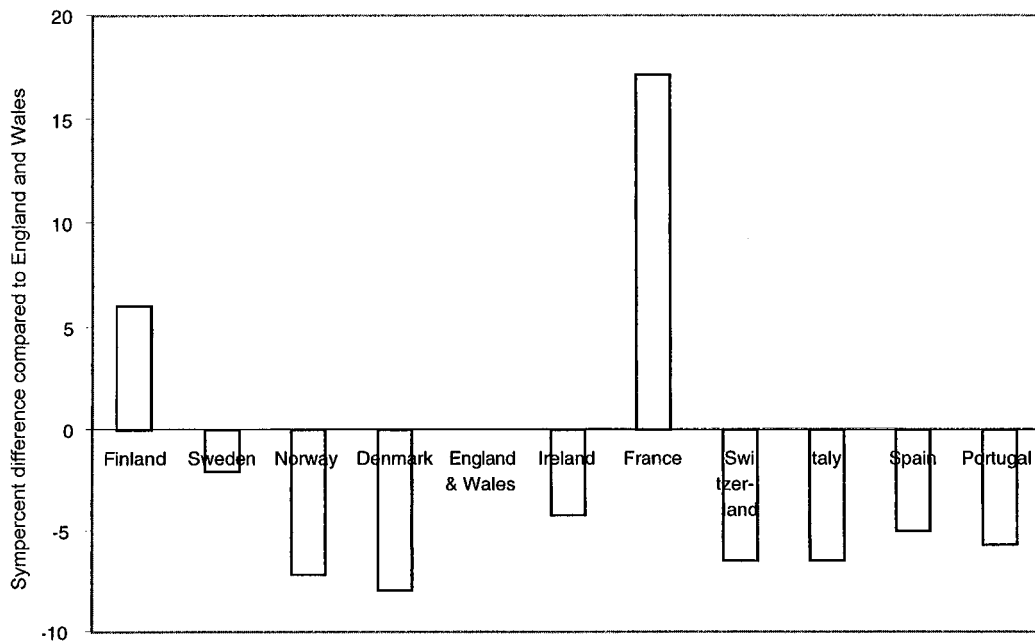 Sympercent difference compared to England and Wales
20
15
10
5
0
-5
-10
Finland Sweden Norway Denmark England Ireland France Swi Italy Spain Portugal
& Wales tzer-
land